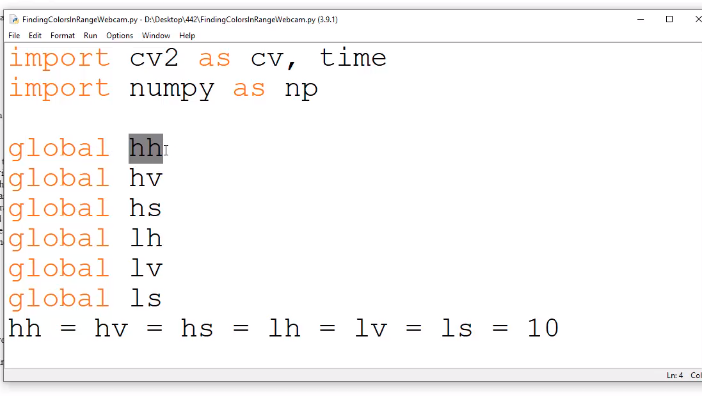 FindingColorsInRangeWebcam.py - D:\Desktop\442\FindingColorsInRangeWebcam.py (3.9.1)
File Edit Format Run Options Window Help
import cv2 as cv, time
import numpy as np
global hh
global hv
global hs
global lh
global lv
global ls
hh = hv = hs = lh = lv = ls = 10
Ln: 4 Col